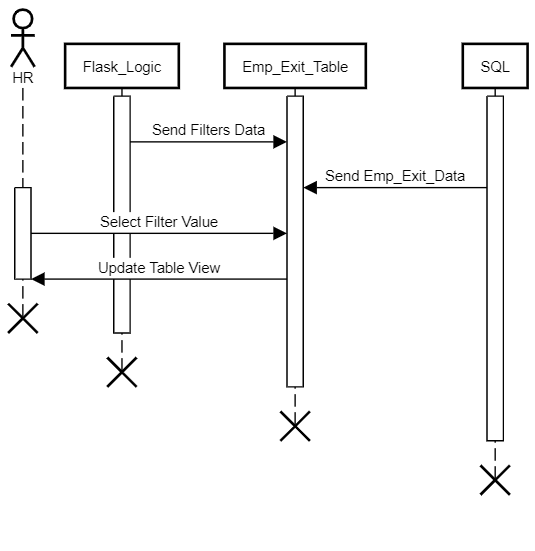 HR
Flask_Logic
Emp_Exit_Table
SQL
Send Filters Data
Send Emp_Exit_Data
Select Filter Value
Update Table View